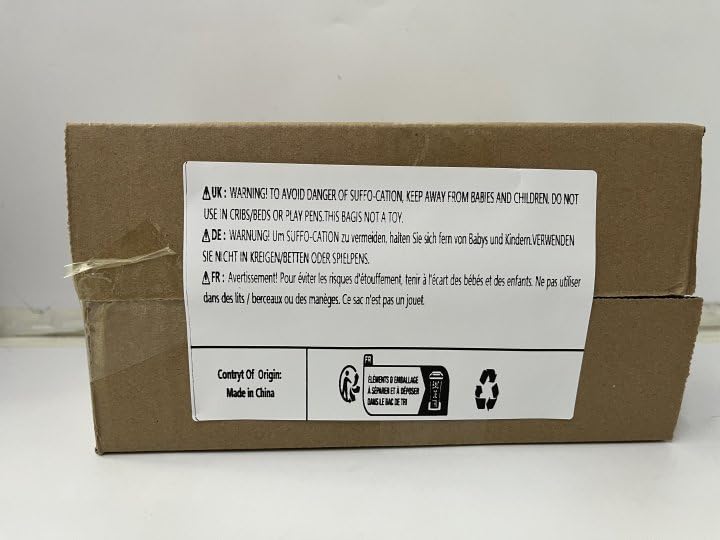 ⚠UK : WARNING! TO AVOID DANGER OF SUFFO-CATION, KEEP AWAY FROM BABIES AND CHILDREN. DO NOT
USE IN CRIBS/BEDS OR PLAY PENS.THIS BAGIS NOT A TOY.
⚠DE : WARNUNG! Um SUFFO-CATION zu vermeiden, halten Sie sich fern von Babys und Kindern.VERWENDEN
SIE NICHT IN KREIGEN/BETTEN ODER SPIELPENS.
⚠FR : Avertissement! Pour éviter les risques d'étouffement, tenir à l'écart des bébés et des enfants. Ne pas utiliser
dans des lits / berceaux ou des manèges. Ce sac n'est pas un jouet.
Contryt Of Origin:
Made in China
FR
ÉLÉMENTS D EMBALLAGE
À SÉPARER ET À DÉPOSER
DANS LE BAC DE TRI